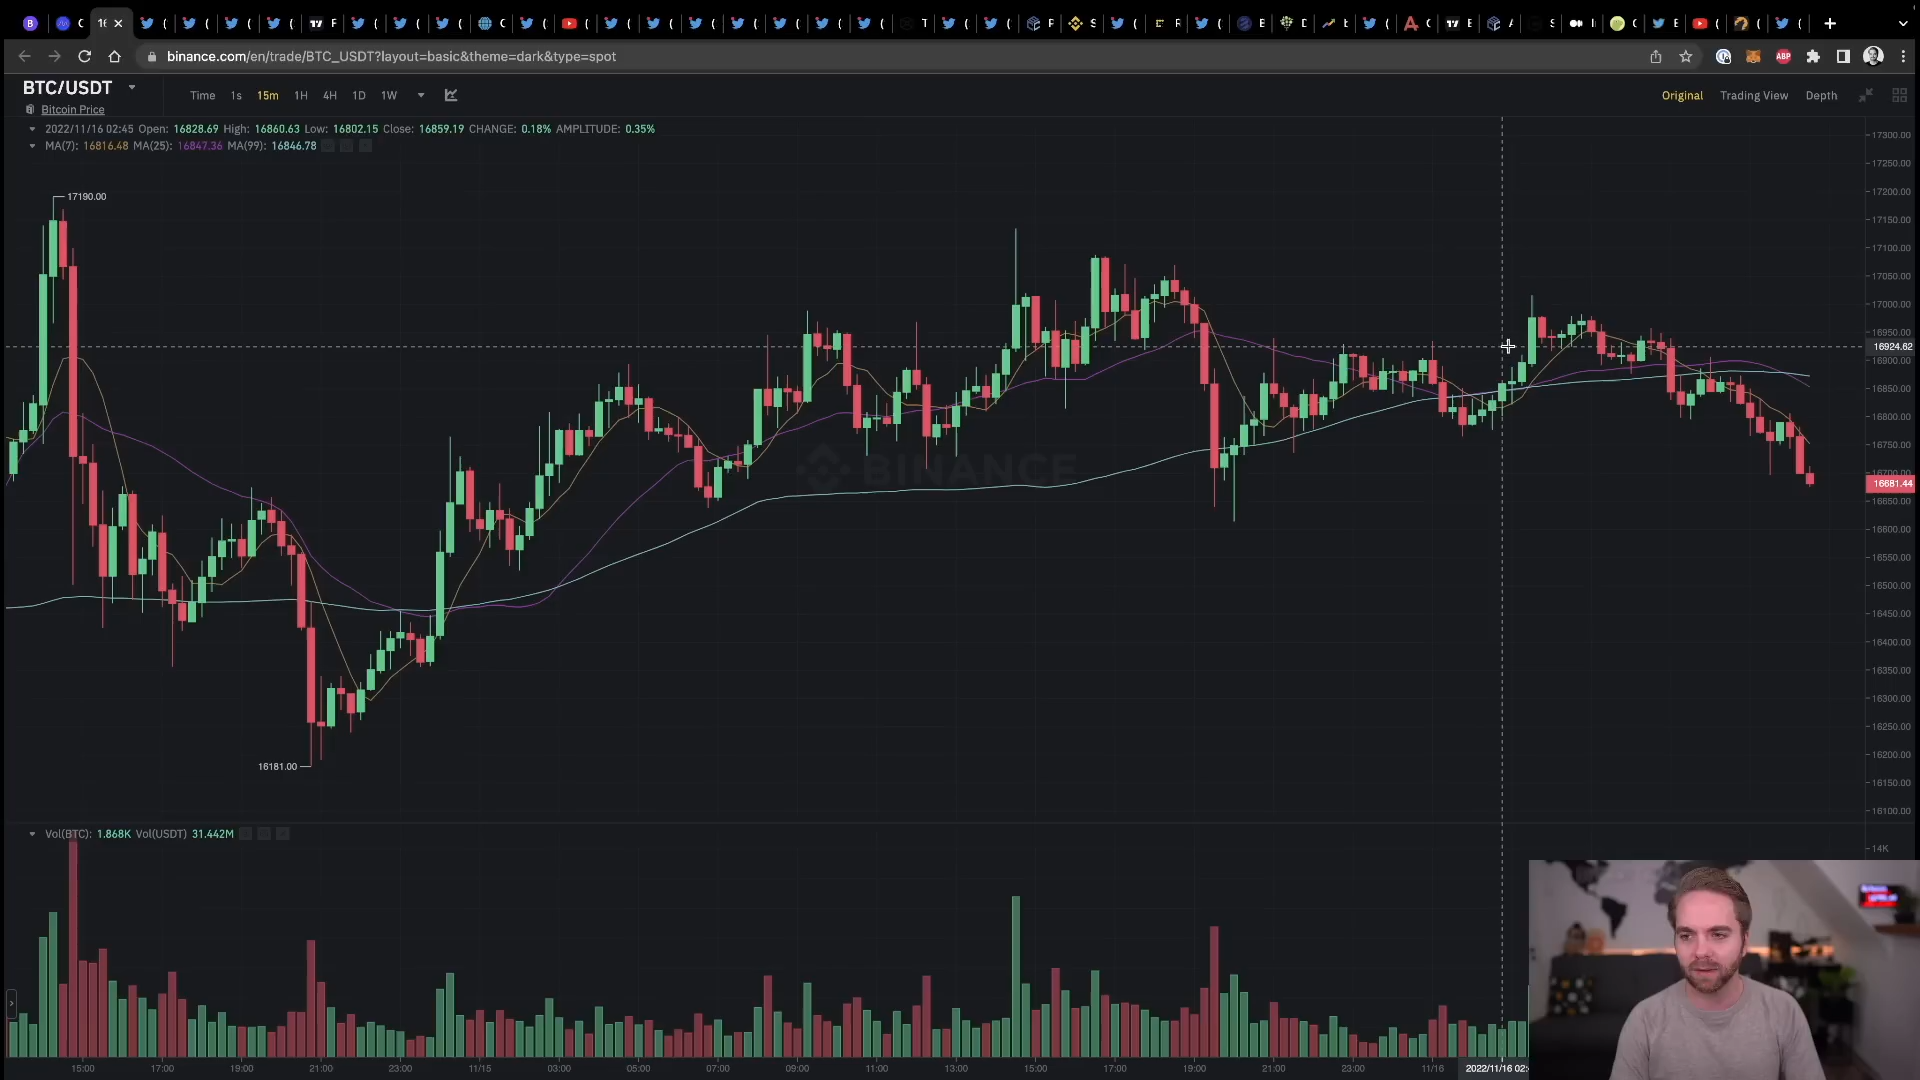 binance.com/en/trade/BTC_USDT?layout=basic&theme=dark&type=spot
ABP
BTC/USDT
Bitcoin Price
Time 1s 15m 1H 4H 1D 1W
Original Trading View Depth
2022/11/16 02:45 Open: 16828.69 High: 16860.63 Low: 16802.15 Close: 16859.19 CHANGE: 0.18% AMPLITUDE: 0.35%
MA(7): 16816.48 MA(25): 16847.36 MA(99): 16846.78
17190.00
16181.00
BINANCE
17300.00
17250.00
17200.00
17150.00
17100.00
17050.00
17000.00
16950.00
16924.62
16900.00
16850.00
16800.00
16750.00
16700.00
16681.44
16650.00
16600.00
16550.00
16500.00
16450.00
16400.00
16350.00
16300.00
16250.00
16200.00
16150.00
16100.00
Vol(BTC): 1.868K Vol(USDT) 31.442M
14K
15:00 17:00 19:00 21:00 23:00 11/15 03:00 05:00 07:00 09:00 11:00 13:00 15:00 17:00 19:00 21:00 23:00 11/16 2022/11/16 02: